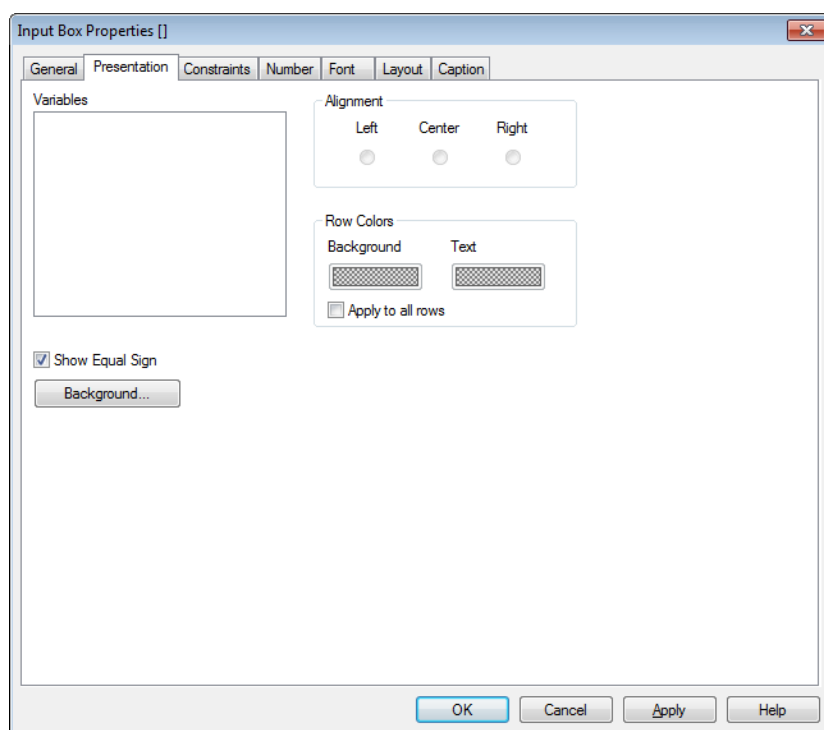 Input Box Properties []
General Presentation Constraints Number Font Layout Caption
Variables
Alignment
Left Center Right
Row Colors
Background Text
Apply to all rows
Show Equal Sign
Background...
OK Cancel Apply Help